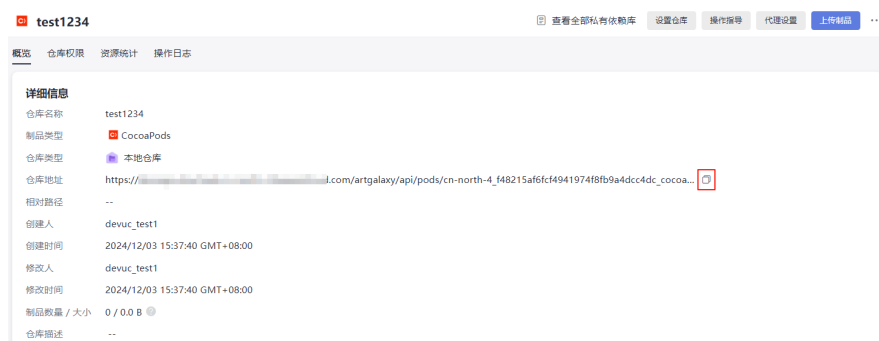 test1234 查看全部私有依赖库 设置仓库 操作指导 代理设置 上传制品 ...
概览 仓库权限 资源统计 操作日志
详细信息
仓库名称 test1234
制品类型 CocoaPods
仓库类型 本地仓库
仓库地址 https:// .com/artgalaxy/api/pods/cn-north-4_f48215af6fcf4941974f8fb9a4dcc4dc_cocoa...
相对路径 --
创建人 devuc_test1
创建时间 2024/12/03 15:37:40 GMT+08:00
修改人 devuc_test1
修改时间 2024/12/03 15:37:40 GMT+08:00
制品数量 / 大小 0 / 0.0 B
仓库描述 --